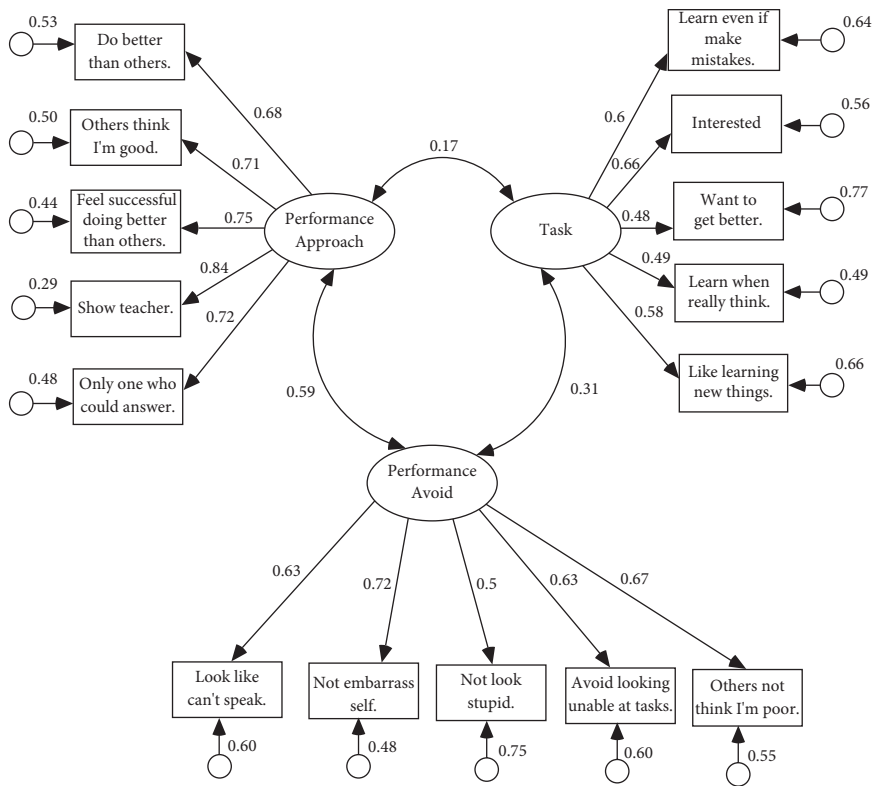 0.53
Do better
than others.
0.68
0.50
Others think
I'm good.
0.71
0.44
Feel successful
doing better
than others.
0.75
0.29
Show teacher.
0.84
0.48
Only one who
could answer.
0.72
Performance
Approach
0.17
Task
Learn even if
make
mistakes.
0.64
0.6
Interested
0.56
0.66
Want to
get better.
0.77
0.48
Learn when
really think.
0.49
0.49
Like learning
new things.
0.66
0.58
0.59
0.31
Performance
Avoid
0.63
0.72
0.5
0.63
0.67
Look like
can't speak.
0.60
Not embarrass
self.
0.48
Not look
stupid.
0.75
Avoid looking
unable at tasks.
0.60
Others not
think I'm poor.
0.55